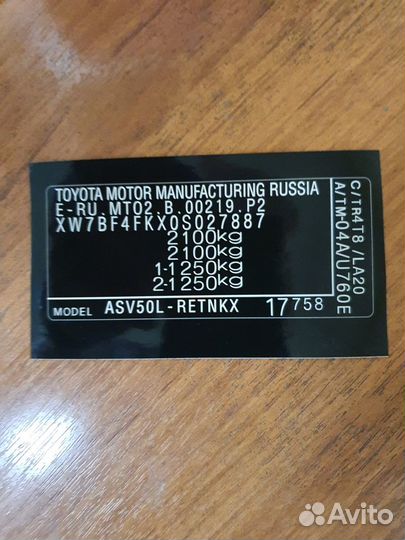 TOYOTA MOTOR MANUFACTURING RUSSIA
E-RU.MT02.B.00219.P2
XW7BF4FKX0S027887
2100kg
2100kg
1-1250kg
2-1250kg
MODEL ASV50L-RETNKX 17758
C/TR4T8 /LA20
A/TM-04A/U760E
Avito